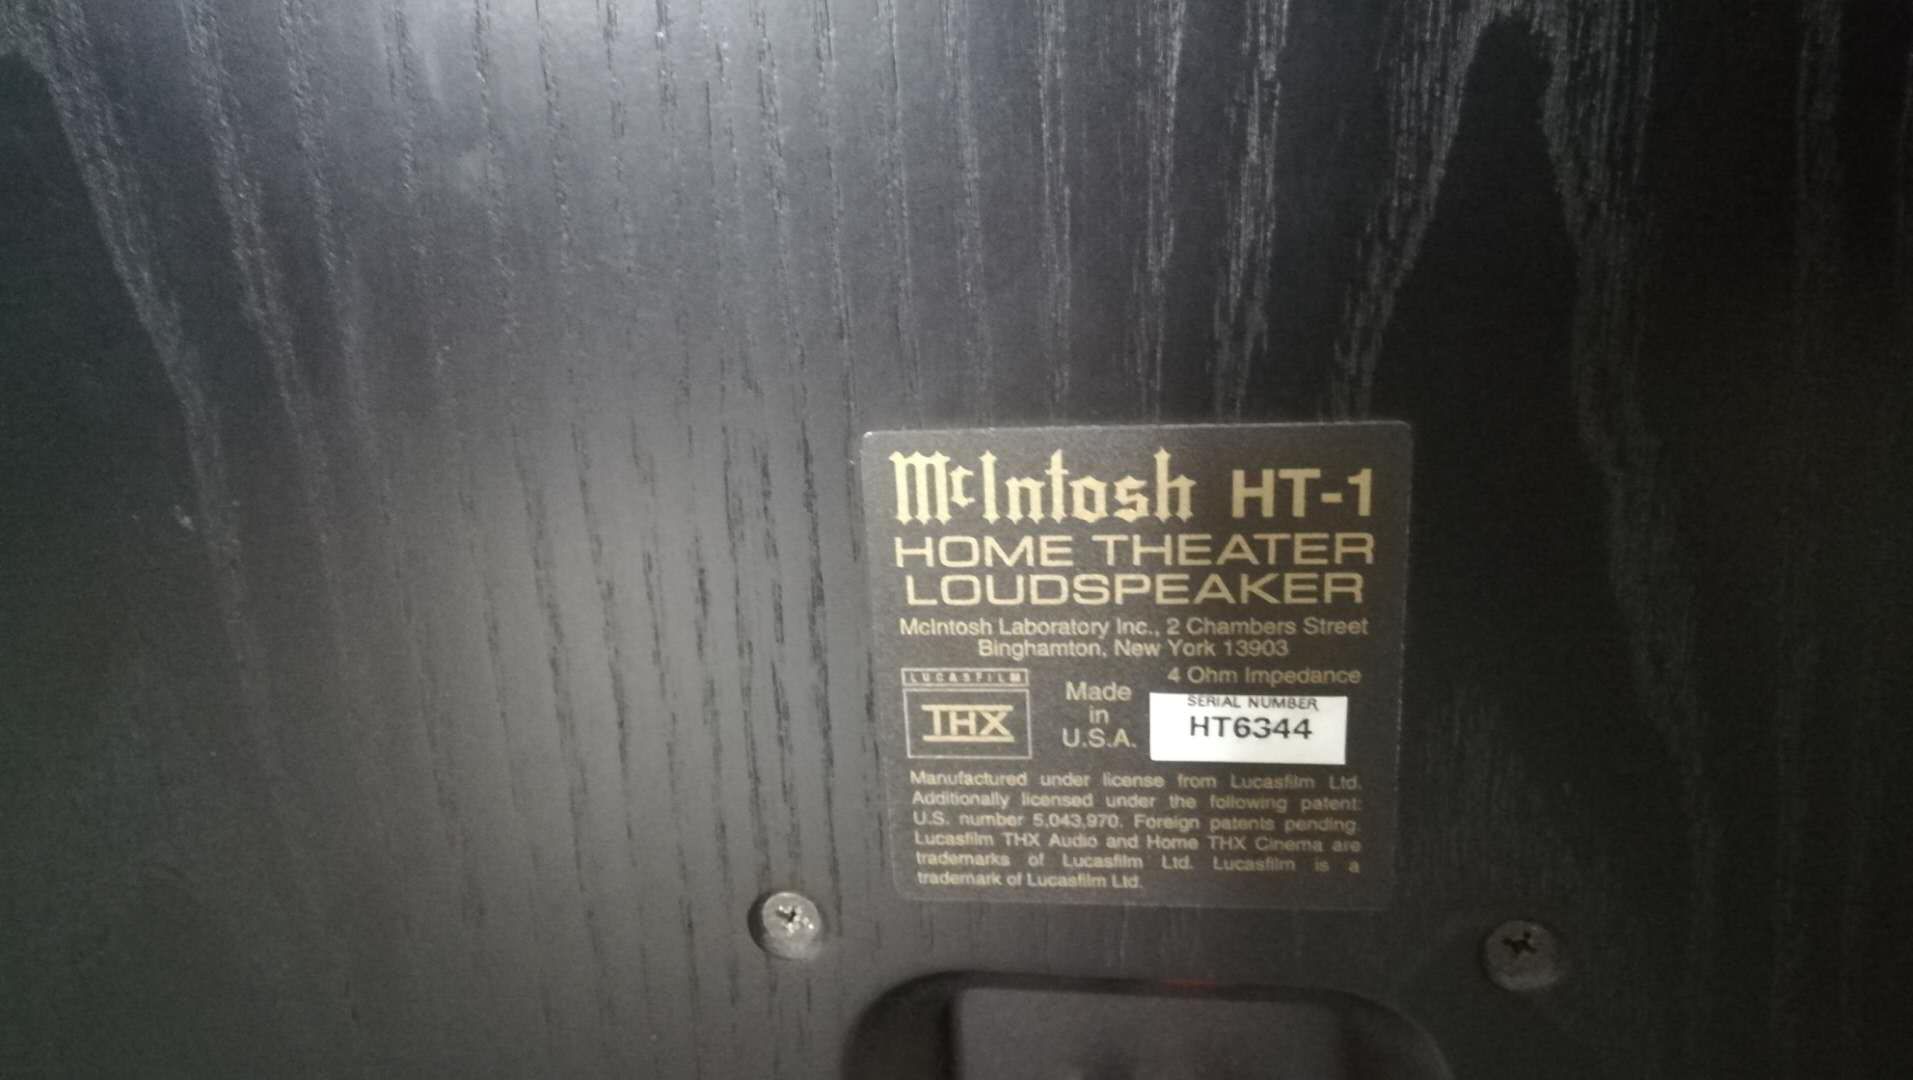 McIntosh HT-1
HOME THEATER
LOUDSPEAKER
McIntosh Laboratory Inc., 2 Chambers Street
Binghamton, New York 13903
4 Ohm Impedance
LUCASFILM
THX
Made
in
U.S.A.
SERIAL NUMBER
HT6344
Manufactured under license from Lucasfilm Ltd.
Additionally licensed under the following patent:
U.S. number 5,043,970. Foreign patents pending.
Lucasfilm THX Audio and Home THX Cinema are
trademarks of Lucasfilm Ltd. Lucasfilm is a
trademark of Lucasfilm Ltd.